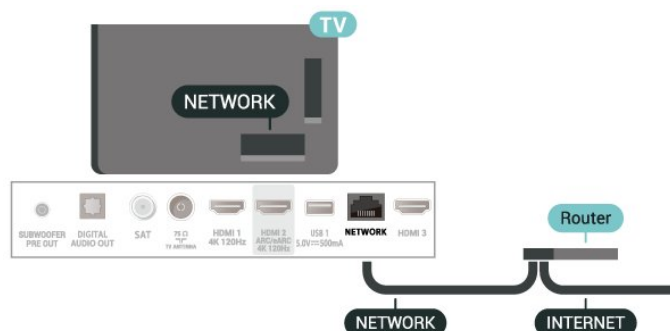 TV
NETWORK
SUBWOOFER
PRE OUT
DIGITAL
AUDIO OUT
SAT
75 Ω
TV ANTENNA
HDMI 1
4K 120Hz
HDMI 2
ARC/eARC
4K 120Hz
USB 1
5.0V⎓500mA
NETWORK
HDMI 3
Router
NETWORK
INTERNET